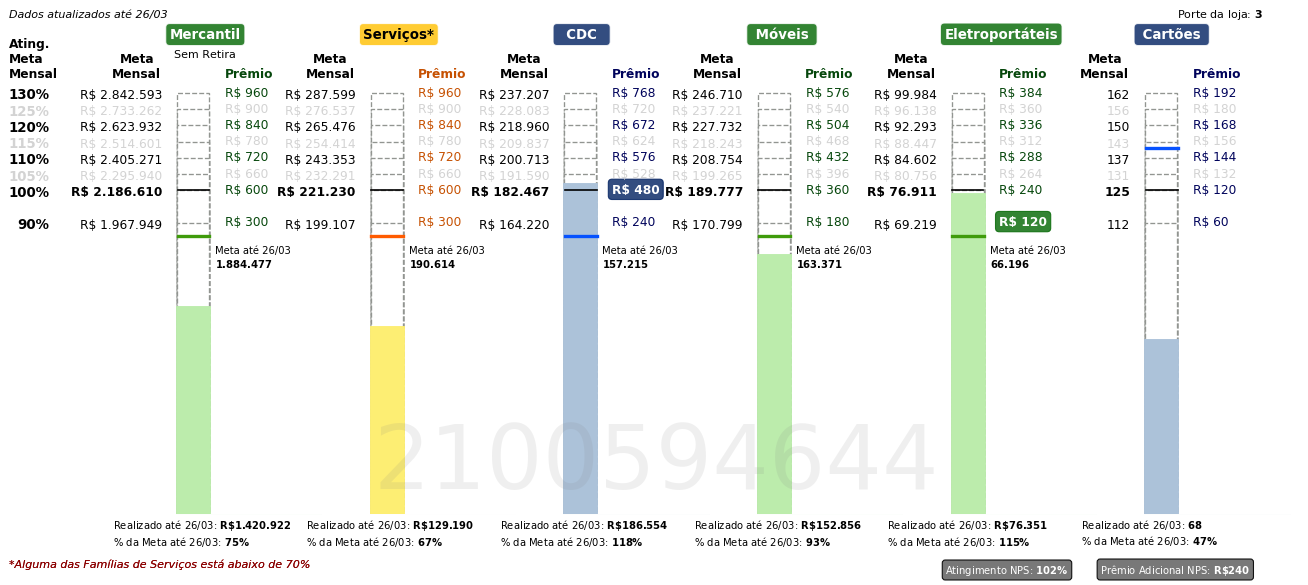 Dados atualizados até 26/03
Porte da loja: 3
Mercantil Serviços* CDC Móveis Eletroportáteis Cartões
Sem Retira
Ating. Meta Mensal
Meta Mensal Prêmio Meta Mensal Prêmio Meta Mensal Prêmio Meta Mensal Prêmio Meta Mensal Prêmio Meta Mensal Prêmio
130% R$ 2.842.593 R$ 960 R$ 287.599 R$ 960 R$ 237.207 R$ 768 R$ 246.710 R$ 576 R$ 99.984 R$ 384 162 R$ 192
125% R$ 2.733.262 R$ 900 R$ 276.537 R$ 900 R$ 228.083 R$ 720 R$ 237.221 R$ 540 R$ 96.138 R$ 360 156 R$ 180
120% R$ 2.623.932 R$ 840 R$ 265.476 R$ 840 R$ 218.960 R$ 672 R$ 227.732 R$ 504 R$ 92.293 R$ 336 150 R$ 168
115% R$ 2.514.601 R$ 780 R$ 254.414 R$ 780 R$ 209.837 R$ 624 R$ 218.243 R$ 468 R$ 88.447 R$ 312 143 R$ 156
110% R$ 2.405.271 R$ 720 R$ 243.353 R$ 720 R$ 200.713 R$ 576 R$ 208.754 R$ 432 R$ 84.602 R$ 288 137 R$ 144
105% R$ 2.295.940 R$ 660 R$ 232.291 R$ 660 R$ 191.590 R$ 528 R$ 199.265 R$ 396 R$ 80.756 R$ 264 131 R$ 132
100% R$ 2.186.610 R$ 600 R$ 221.230 R$ 600 R$ 182.467 R$ 480 R$ 189.777 R$ 360 R$ 76.911 R$ 240 125 R$ 120
90% R$ 1.967.949 R$ 300 R$ 199.107 R$ 300 R$ 164.220 R$ 240 R$ 170.799 R$ 180 R$ 69.219 R$ 120 112 R$ 60
Meta até 26/03 Meta até 26/03 Meta até 26/03 Meta até 26/03 Meta até 26/03
1.884.477 190.614 157.215 163.371 66.196
2100594644
Realizado até 26/03: R$1.420.922 Realizado até 26/03: R$129.190 Realizado até 26/03: R$186.554 Realizado até 26/03: R$152.856 Realizado até 26/03: R$76.351 Realizado até 26/03: 68
% da Meta até 26/03: 75% % da Meta até 26/03: 67% % da Meta até 26/03: 118% % da Meta até 26/03: 93% % da Meta até 26/03: 115% % da Meta até 26/03: 47%
*Alguma das Famílias de Serviços está abaixo de 70%
Atingimento NPS: 102% Prêmio Adicional NPS: R$240